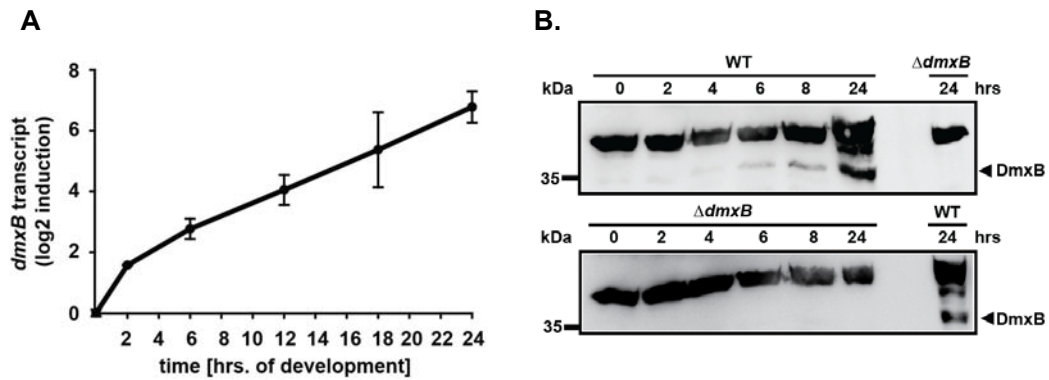 A
B.
dmxB transcript
(log2 induction)
8
6
4
2
0
2 4 6 8 10 12 14 16 18 20 22 24
time [hrs. of development]
WT
ΔdmxB
kDa 0 2 4 6 8 24 24 hrs
35
◄DmxB
ΔdmxB
WT
kDa 0 2 4 6 8 24 24 hrs
35
◄DmxB